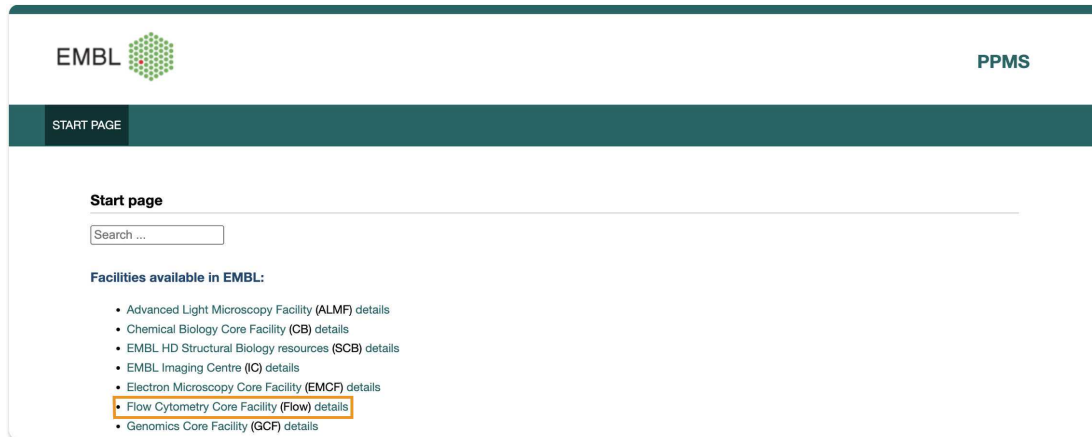 EMBL
PPMS
START PAGE
Start page
Search ...
Facilities available in EMBL:
• Advanced Light Microscopy Facility (ALMF) details
• Chemical Biology Core Facility (CB) details
• EMBL HD Structural Biology resources (SCB) details
• EMBL Imaging Centre (IC) details
• Electron Microscopy Core Facility (EMCF) details
• Flow Cytometry Core Facility (Flow) details
• Genomics Core Facility (GCF) details